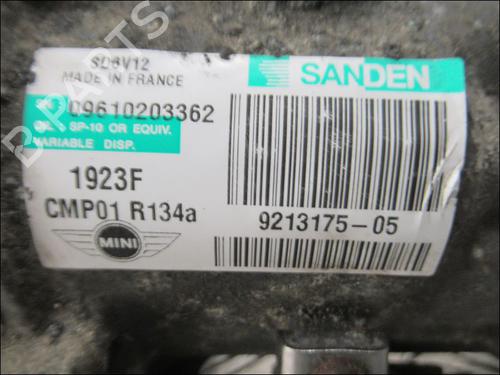 SD6V12
MADE IN FRANCE
SANDEN
SN 09610203362
OIL SP-10 OR EQUIV.
VARIABLE DISP.
1923F
CMP01 R134a
MINI
9213175-05
B PARTS